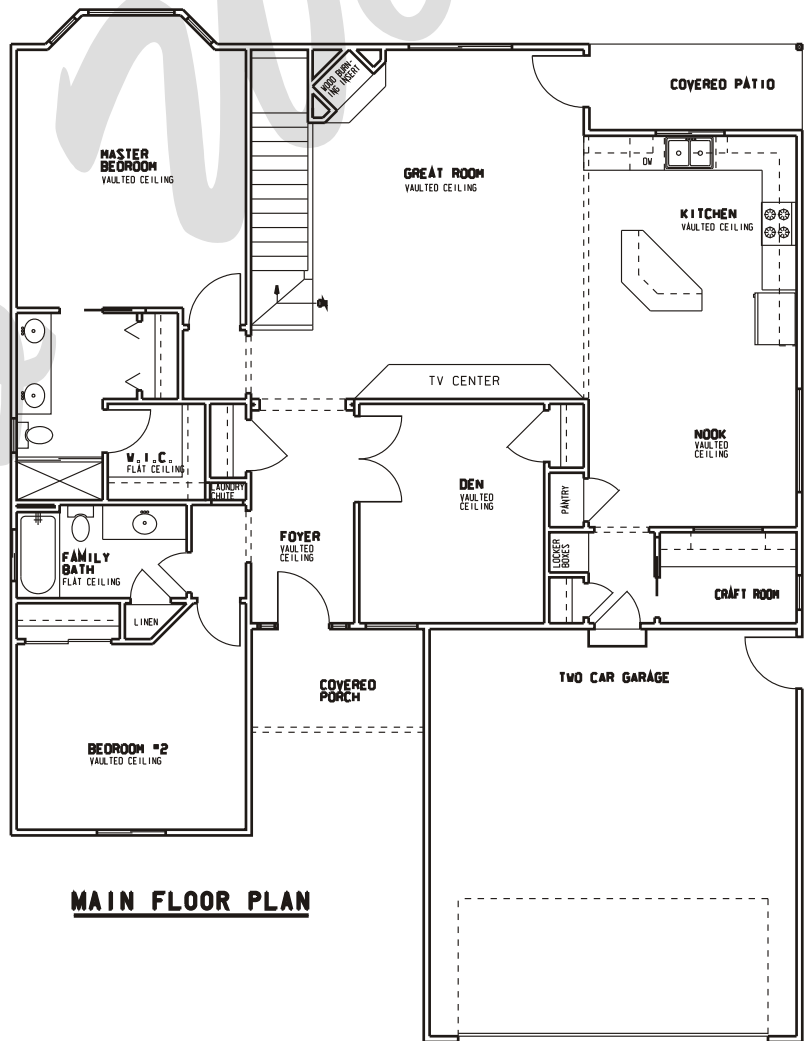 WOOD BURN-
ING INSERT
COVERED PATIO
MASTER
BEDROOM
VAULTED CEILING
GREAT ROOM
VAULTED CEILING
DW
KITCHEN
VAULTED CEILING
TV CENTER
W.I.C.
FLAT CEILING
LAUNDRY
CHUTE
DEN
VAULTED
CEILING
NOOK
VAULTED
CEILING
PANTRY
FOYER
VAULTED
CEILING
LOCKER
BOXES
FAMILY
BATH
FLAT CEILING
LINEN
CRAFT ROOM
COVERED
PORCH
TWO CAR GARAGE
BEDROOM #2
VAULTED CEILING
MAIN FLOOR PLAN